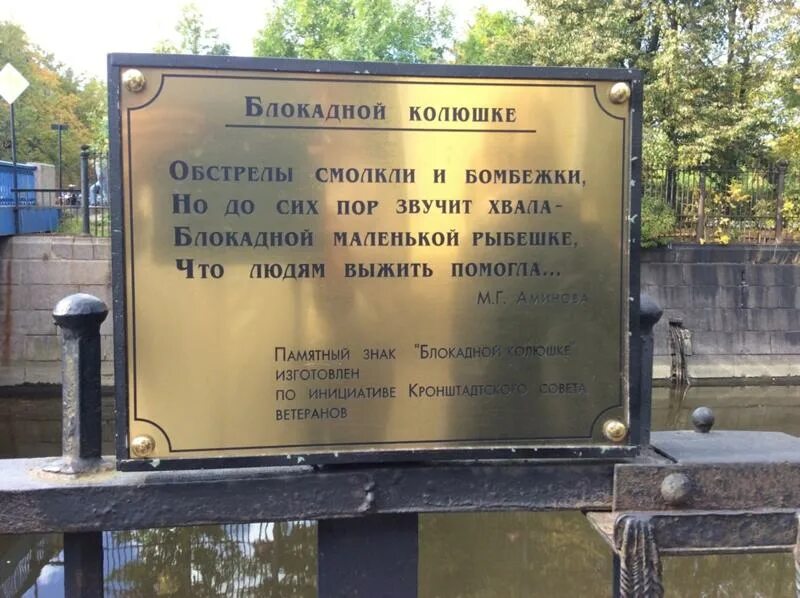 Блокадной колюшке
Обстрелы смолкли и бомбежки,
Но до сих пор звучит хвала-
Блокадной маленькой рыбешке,
Что людям выжить помогла...
М.Г. Аминова
Памятный знак "Блокадной колюшке"
изготовлен
по инициативе Кронштадтского совета
ветеранов